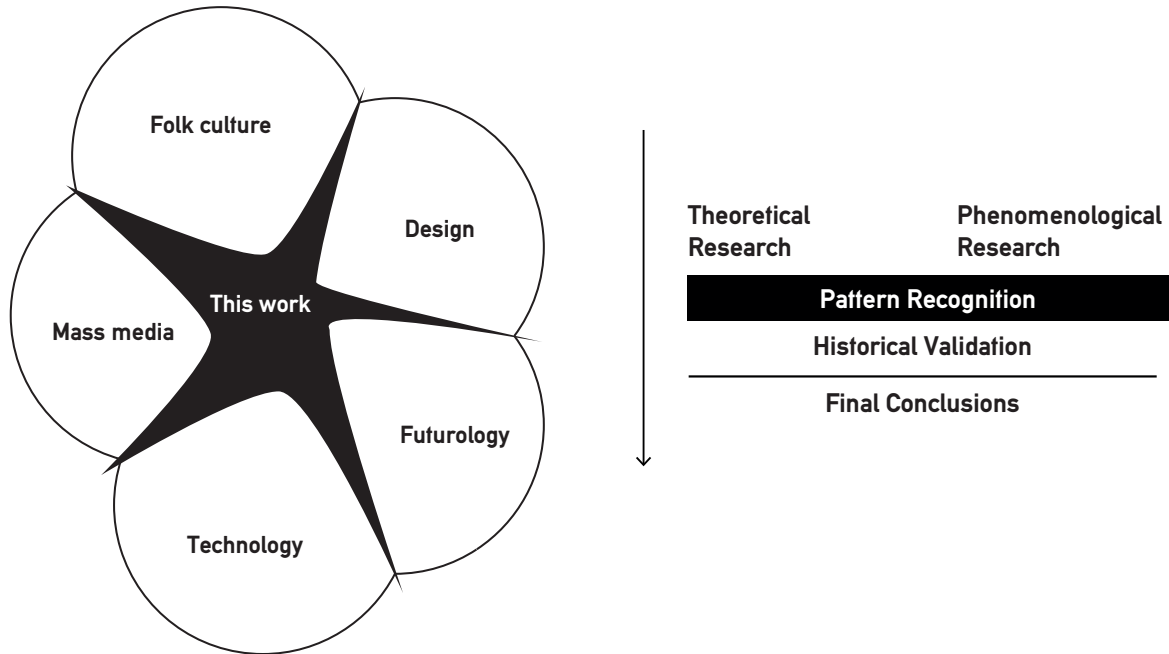 Folk culture
Design
This work
Mass media
Futurology
Technology
Theoretical
Research
Phenomenological
Research
Pattern Recognition
Historical Validation
Final Conclusions